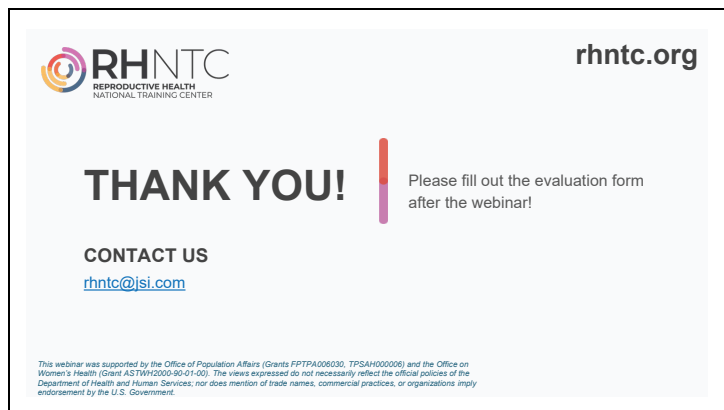 RHNTC
REPRODUCTIVE HEALTH
NATIONAL TRAINING CENTER
rhntc.org
THANK YOU!
Please fill out the evaluation form
after the webinar!
CONTACT US
rhntc@jsi.com
This webinar was supported by the Office of Population Affairs (Grants FPTPA006030, TPSAH000006) and the Office on
Women's Health (Grant ASTWH2000-90-01-00). The views expressed do not necessarily reflect the official policies of the
Department of Health and Human Services; nor does mention of trade names, commercial practices, or organizations imply
endorsement by the U.S. Government.